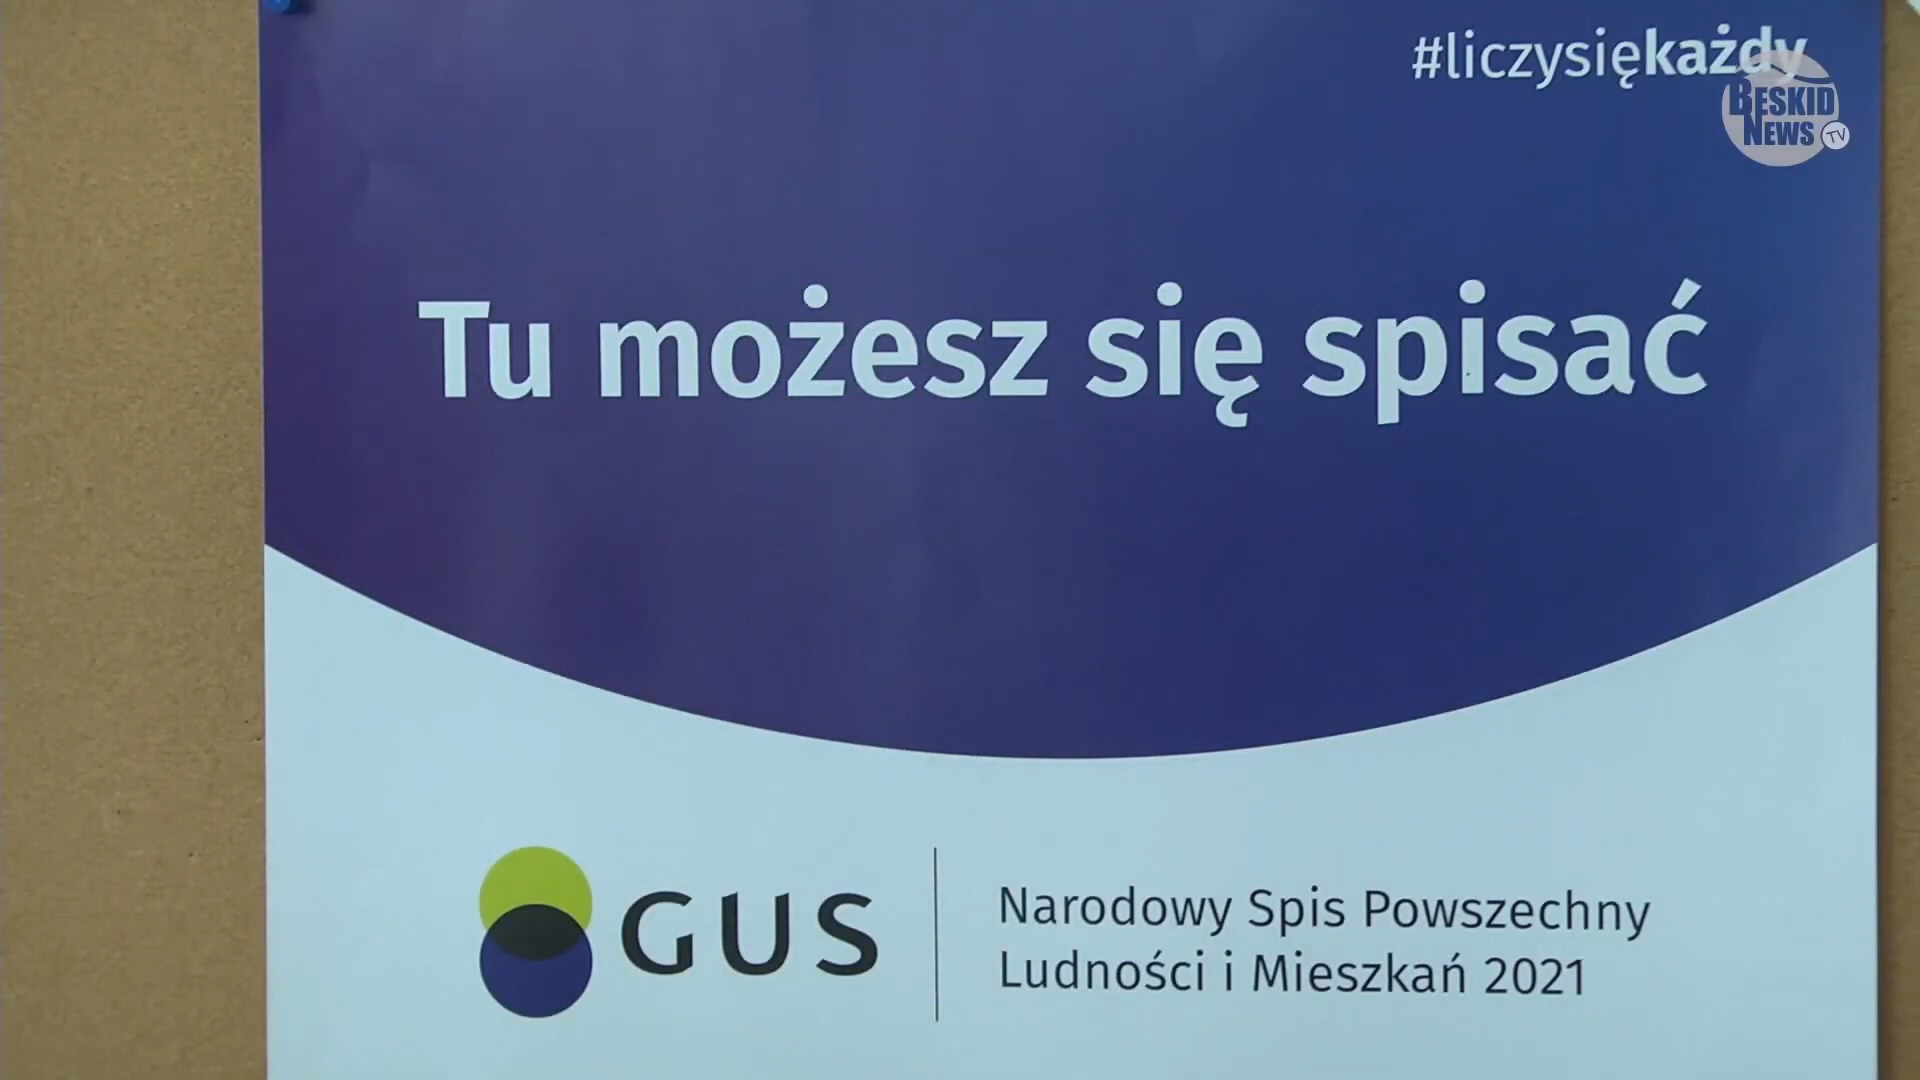 #liczysiękażdy
BESKID
NEWS TV
Tu możesz się spisać
GUS
Narodowy Spis Powszechny
Ludności i Mieszkań 2021